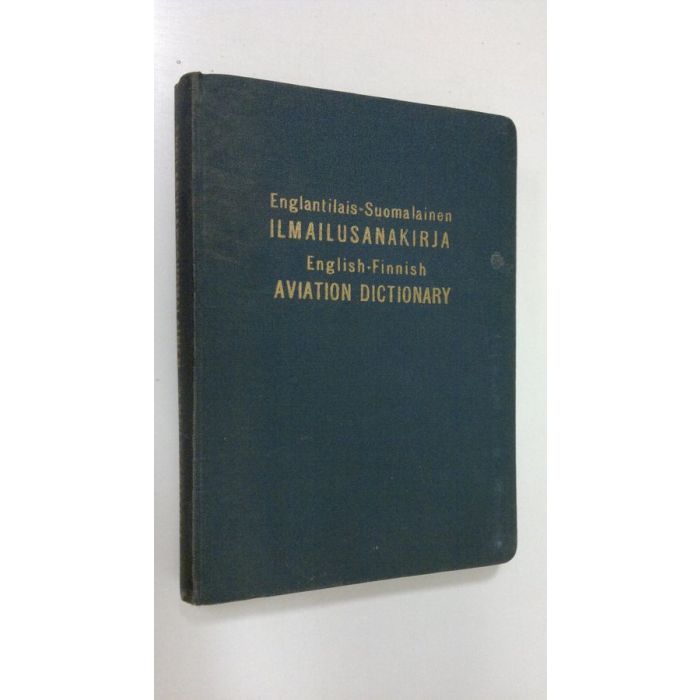 Englantilais-Suomalainen
ILMAILUSANAKIRJA
English-Finnish
AVIATION DICTIONARY